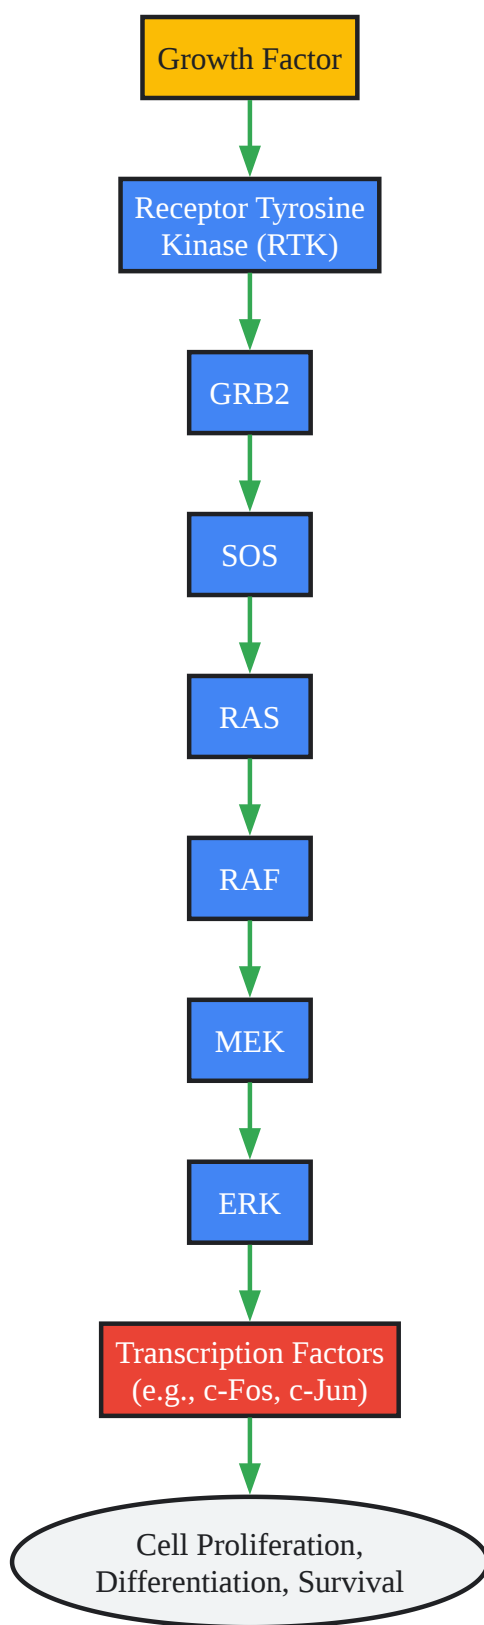 Growth Factor
Receptor Tyrosine
Kinase (RTK)
GRB2
SOS
RAS
RAF
MEK
ERK
Transcription Factors
(e.g., c-Fos, c-Jun)
Cell Proliferation,
Differentiation, Survival